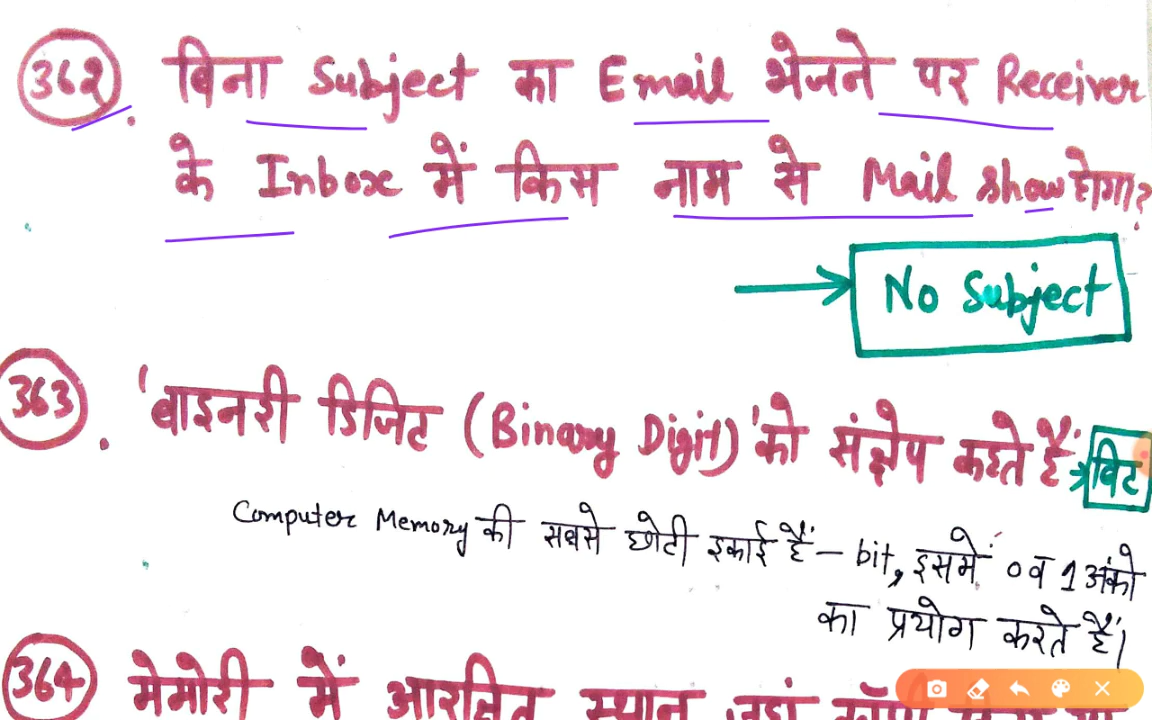 362. बिना Subject का Email भेजने पर Receiver
के Inbox में किस नाम से Mail show होगा?
→ No Subject
363. 'बाइनरी डिजिट (Binary Digit)' को संक्षेप कहते हैं → बिट
Computer Memory की सबसे छोटी इकाई हैं – bit, इसमें 0 व 1 अंको
का प्रयोग करते हैं।
364. मेमोरी में आरक्षित स्थान जहां